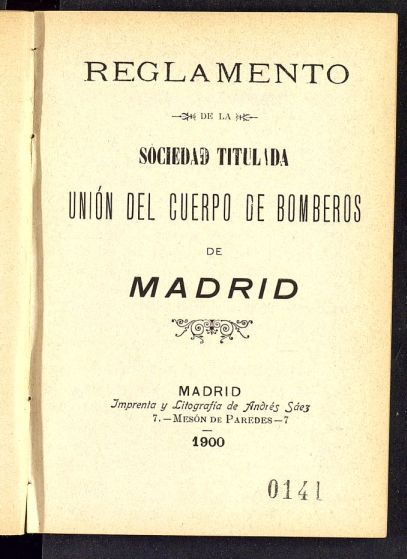 REGLAMENTO
DE LA
SOCIEDAD TITULADA
UNIÓN DEL CUERPO DE BOMBEROS
DE
MADRID
MADRID
Imprenta y Litografía de Andrés Sáez
7.—MESÓN DE PAREDES—7
1900
0141